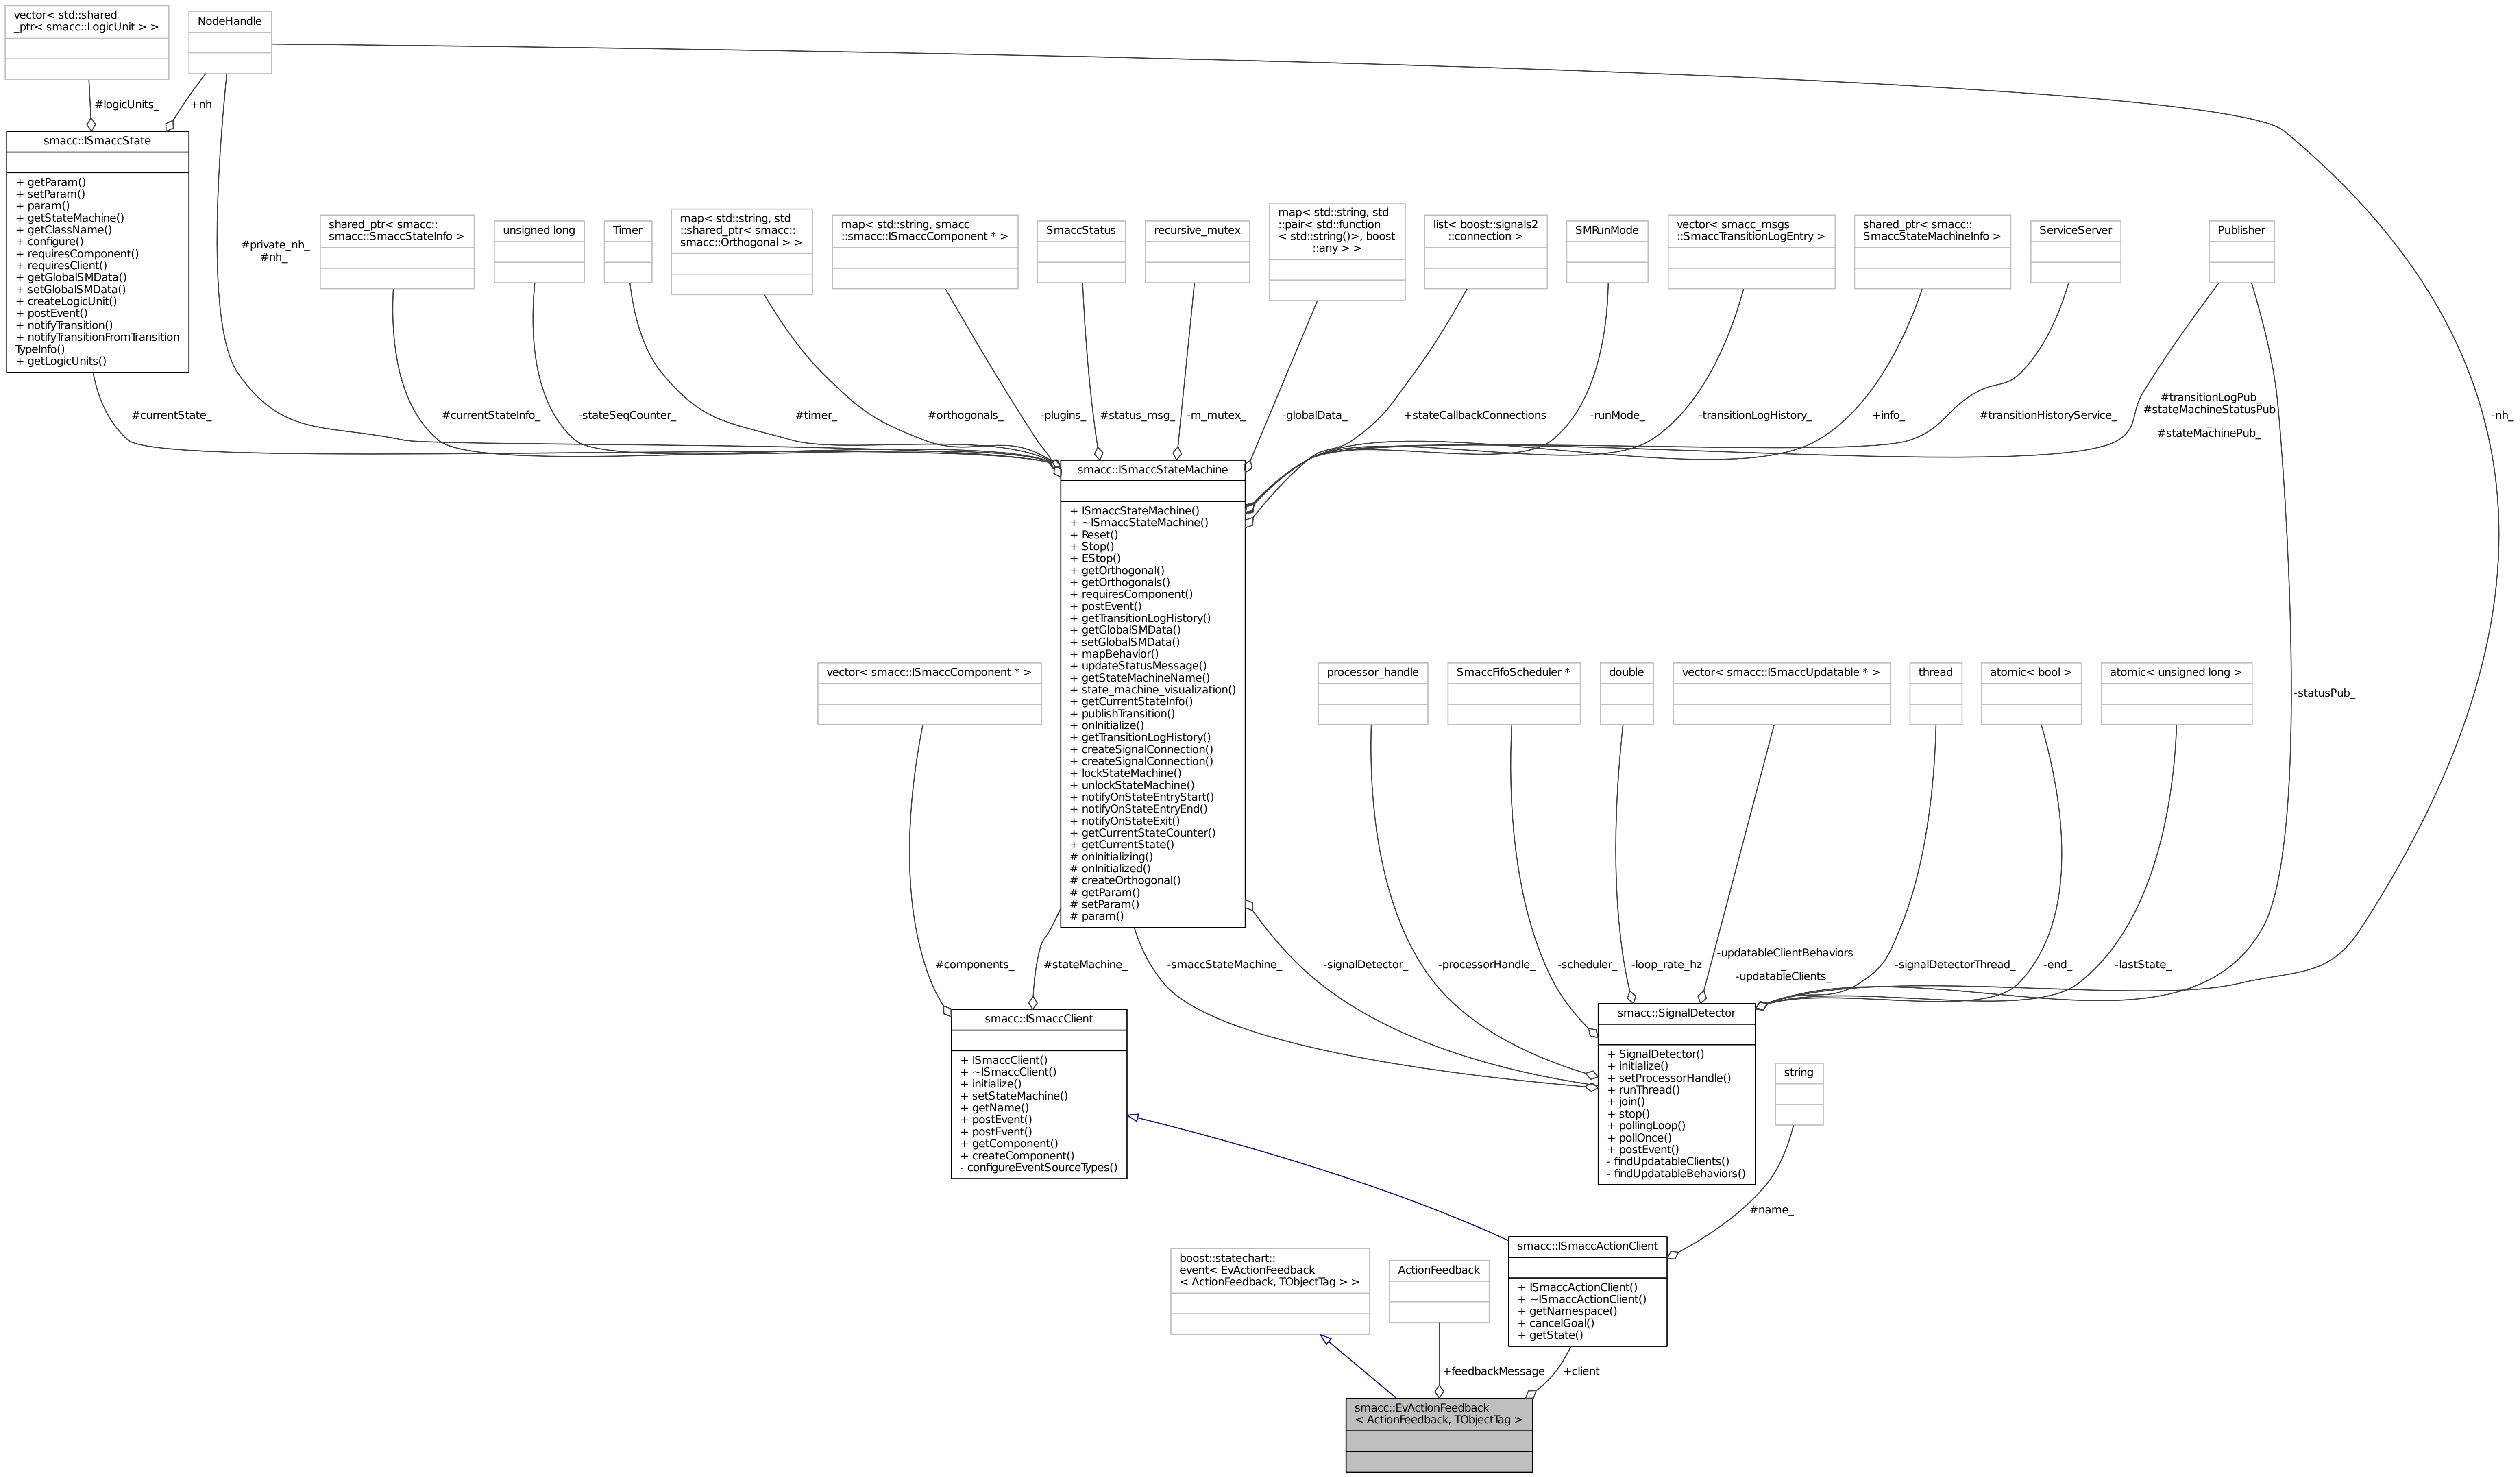 vector< std::shared
_ptr< smacc::LogicUnit > >
NodeHandle
#logicUnits_
+nh
smacc::ISmaccState
+ getParam()
+ setParam()
+ param()
+ getStateMachine()
+ getClassName()
+ configure()
+ requiresComponent()
+ requiresClient()
+ getGlobalSMData()
+ setGlobalSMData()
+ createLogicUnit()
+ postEvent()
+ notifyTransition()
+ notifyTransitionFromTransition
TypeInfo()
+ getLogicUnits()
#private_nh_
#nh_
shared_ptr< smacc::
smacc::SmaccStateInfo >
unsigned long
Timer
map< std::string, std
::shared_ptr< smacc::
smacc::Orthogonal > >
map< std::string, smacc
::smacc::ISmaccComponent * >
SmaccStatus
recursive_mutex
map< std::string, std
::pair< std::function
< std::string()>, boost
::any > >
list< boost::signals2
::connection >
SMRunMode
vector< smacc_msgs
::SmaccTransitionLogEntry >
shared_ptr< smacc::
SmaccStateMachineInfo >
ServiceServer
Publisher
#currentState_
#currentStateInfo_
-stateSeqCounter_
#timer_
#orthogonals_
-plugins_
#status_msg_
-m_mutex_
-globalData_
+stateCallbackConnections
-runMode_
-transitionLogHistory_
+info_
#transitionHistoryService_
#transitionLogPub_
#stateMachineStatusPub
_
#stateMachinePub_
-nh_
smacc::ISmaccStateMachine
+ ISmaccStateMachine()
+ ~ISmaccStateMachine()
+ Reset()
+ Stop()
+ EStop()
+ getOrthogonal()
+ getOrthogonals()
+ requiresComponent()
+ postEvent()
+ getTransitionLogHistory()
+ getGlobalSMData()
+ setGlobalSMData()
+ mapBehavior()
+ updateStatusMessage()
+ getStateMachineName()
+ state_machine_visualization()
+ getCurrentStateInfo()
+ publishTransition()
+ onInitialize()
+ getTransitionLogHistory()
+ createSignalConnection()
+ createSignalConnection()
+ lockStateMachine()
+ unlockStateMachine()
+ notifyOnStateEntryStart()
+ notifyOnStateEntryEnd()
+ notifyOnStateExit()
+ getCurrentStateCounter()
+ getCurrentState()
# onInitializing()
# onInitialized()
# createOrthogonal()
# getParam()
# setParam()
# param()
vector< smacc::ISmaccComponent * >
processor_handle
SmaccFifoScheduler *
double
vector< smacc::ISmaccUpdatable * >
thread
atomic< bool >
atomic< unsigned long >
-statusPub_
#components_
#stateMachine_
-smaccStateMachine_
-signalDetector_
-processorHandle_
-scheduler_
-loop_rate_hz
-updatableClientBehaviors
_
-updatableClients_
-signalDetectorThread_
-end_
-lastState_
smacc::ISmaccClient
+ ISmaccClient()
+ ~ISmaccClient()
+ initialize()
+ setStateMachine()
+ getName()
+ postEvent()
+ postEvent()
+ getComponent()
+ createComponent()
- configureEventSourceTypes()
smacc::SignalDetector
+ SignalDetector()
+ initialize()
+ setProcessorHandle()
+ runThread()
+ join()
+ stop()
+ pollingLoop()
+ pollOnce()
+ postEvent()
- findUpdatableClients()
- findUpdatableBehaviors()
string
#name_
boost::statechart::
event< EvActionFeedback
< ActionFeedback, TObjectTag > >
ActionFeedback
smacc::ISmaccActionClient
+ ISmaccActionClient()
+ ~ISmaccActionClient()
+ getNamespace()
+ cancelGoal()
+ getState()
+feedbackMessage
+client
smacc::EvActionFeedback
< ActionFeedback, TObjectTag >